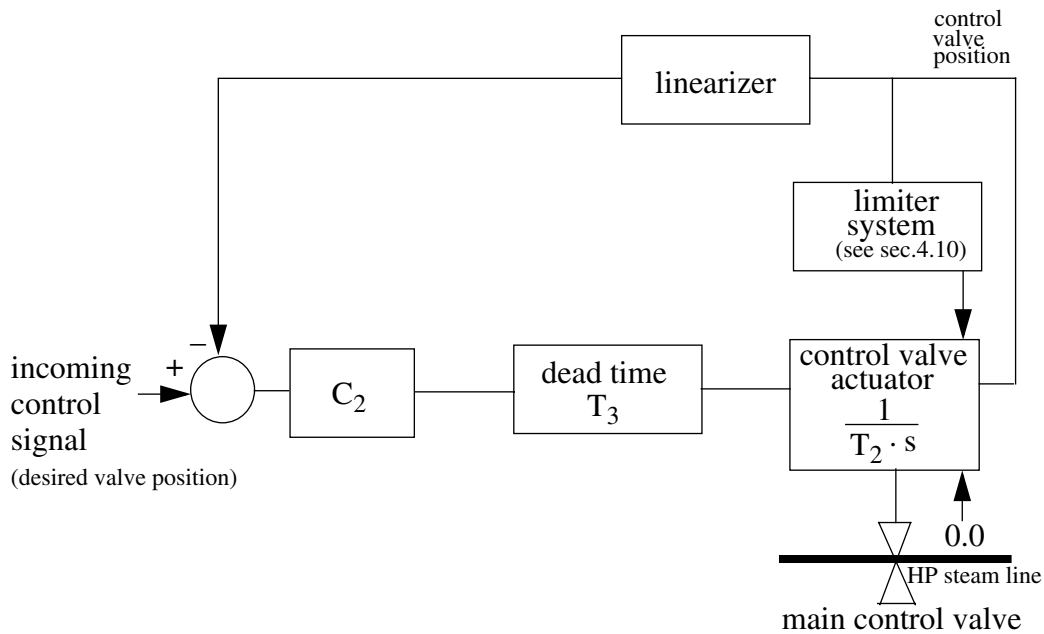 control
valve
position
linearizer
limiter
system
(see sec.4.10)
−
+
incoming
control
signal
(desired valve position)
C2
dead time
T3
control valve
actuator
1
T2 · s
0.0
HP steam line
main control valve